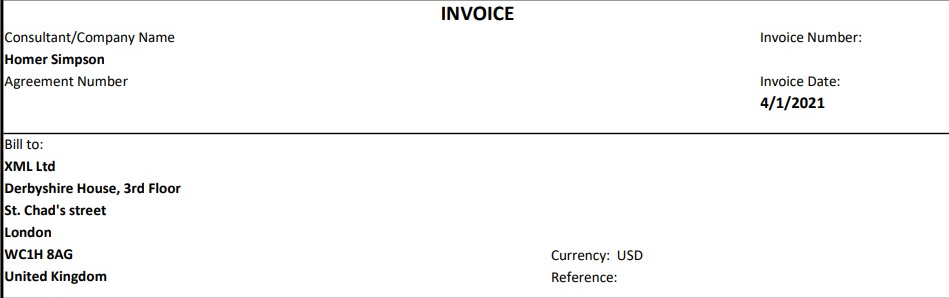 INVOICE
Consultant/Company Name
Invoice Number:
Homer Simpson
Agreement Number
Invoice Date:
4/1/2021
Bill to:
XML Ltd
Derbyshire House, 3rd Floor
St. Chad's street
London
WC1H 8AG
Currency: USD
United Kingdom
Reference: